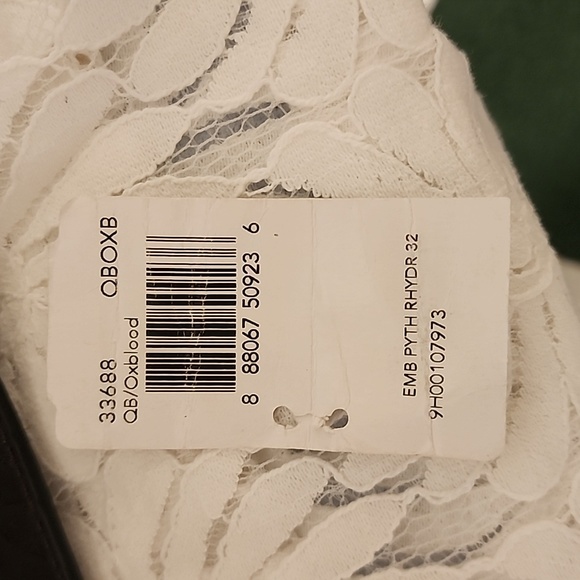 33688 QBOXB
QB/Oxblood
8 88067 50923 6
EMB PYTH RHYDR 32
9H00107973